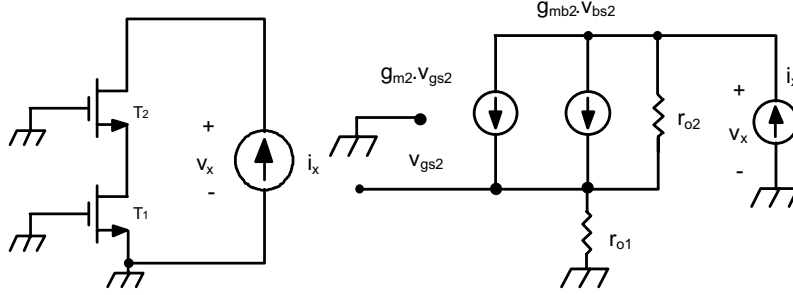 T2
T1
+
vx
-
ix
gmb2.vbs2
gm2.vgs2
vgs2
ro2
ro1
+
vx
-
ix